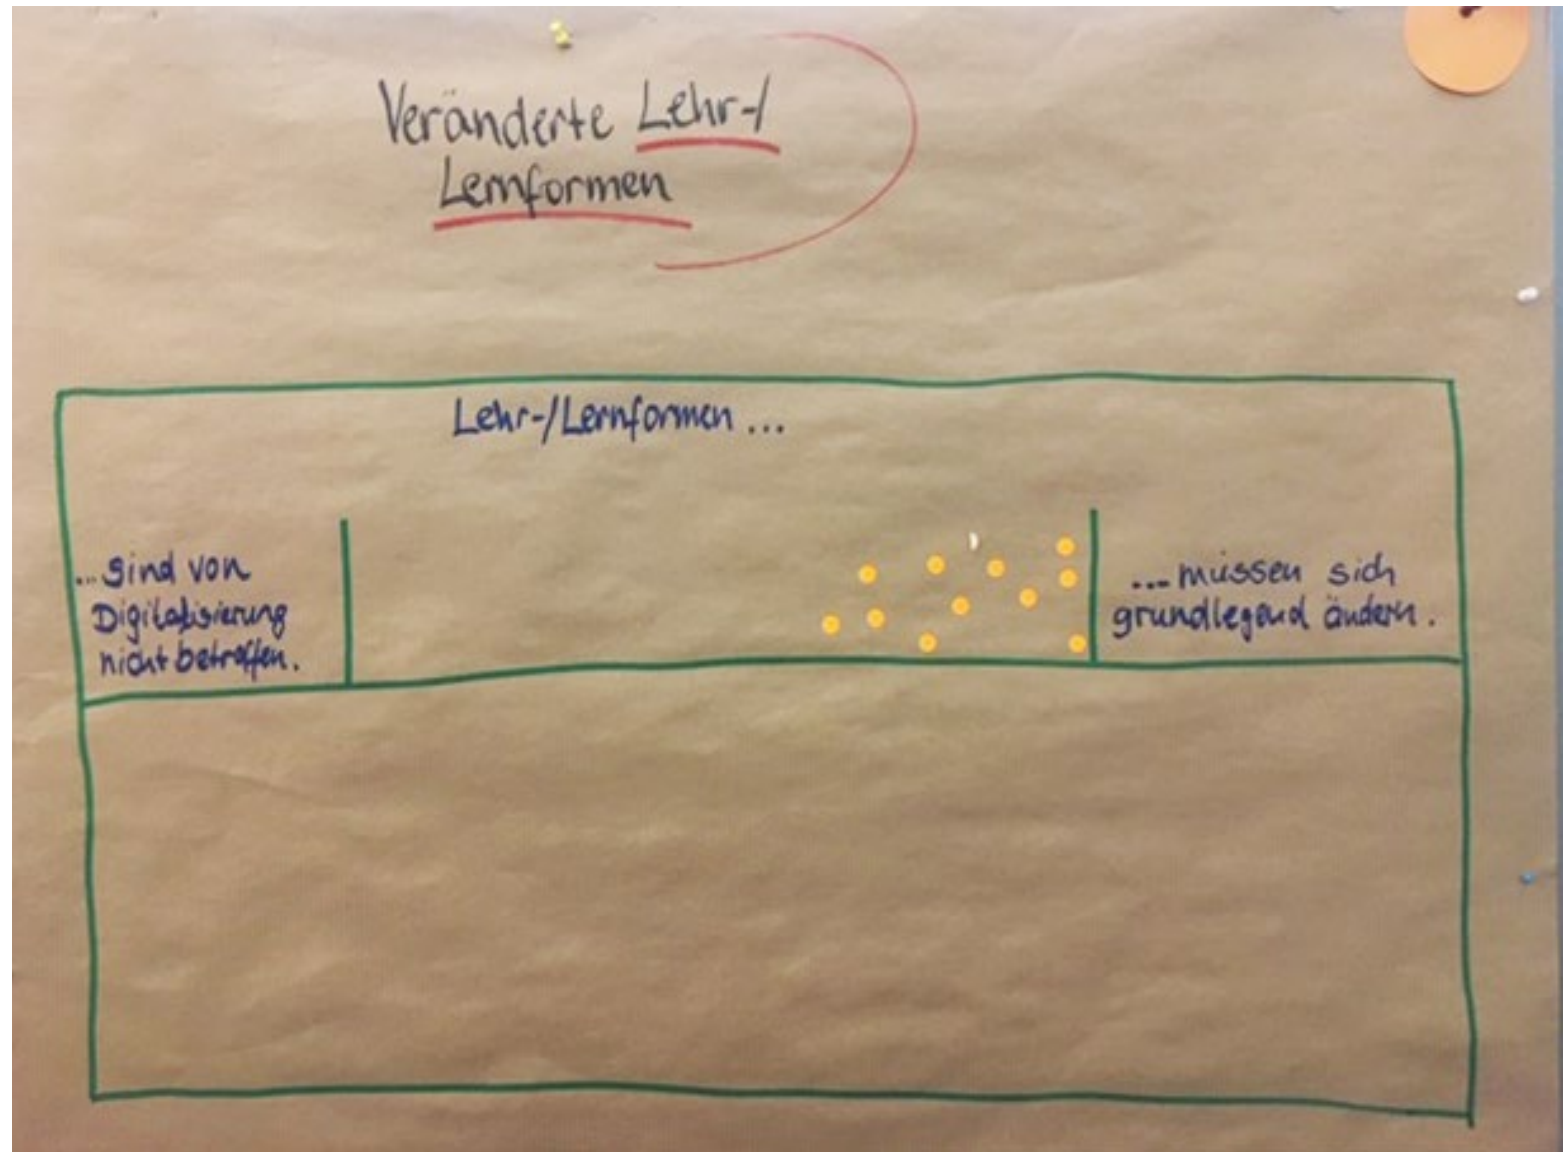 Veränderte Lehr-/
Lernformen
Lehr-/Lernformen ...
... sind von
Digitalisierung
nicht betroffen.
... müssen sich
grundlegend ändern.